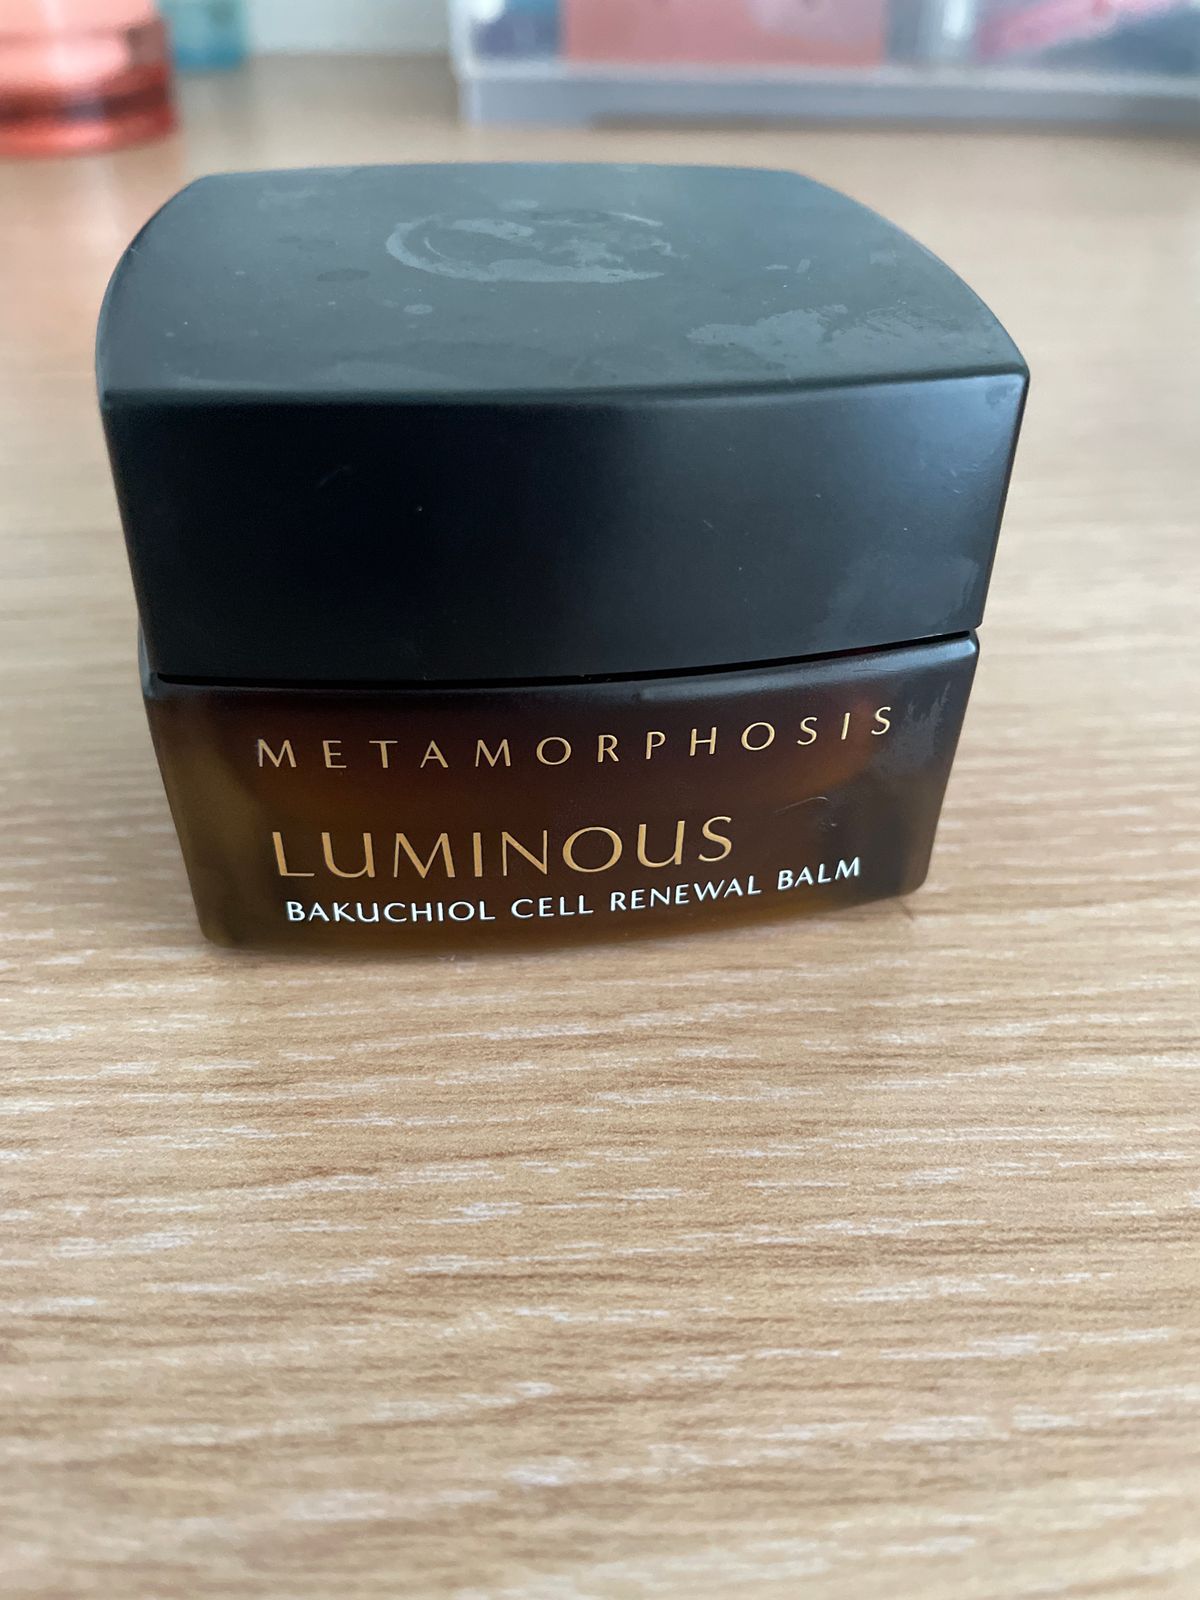 METAMORPHOSIS
LUMINOUS
BAKUCHIOL CELL RENEWAL BALM